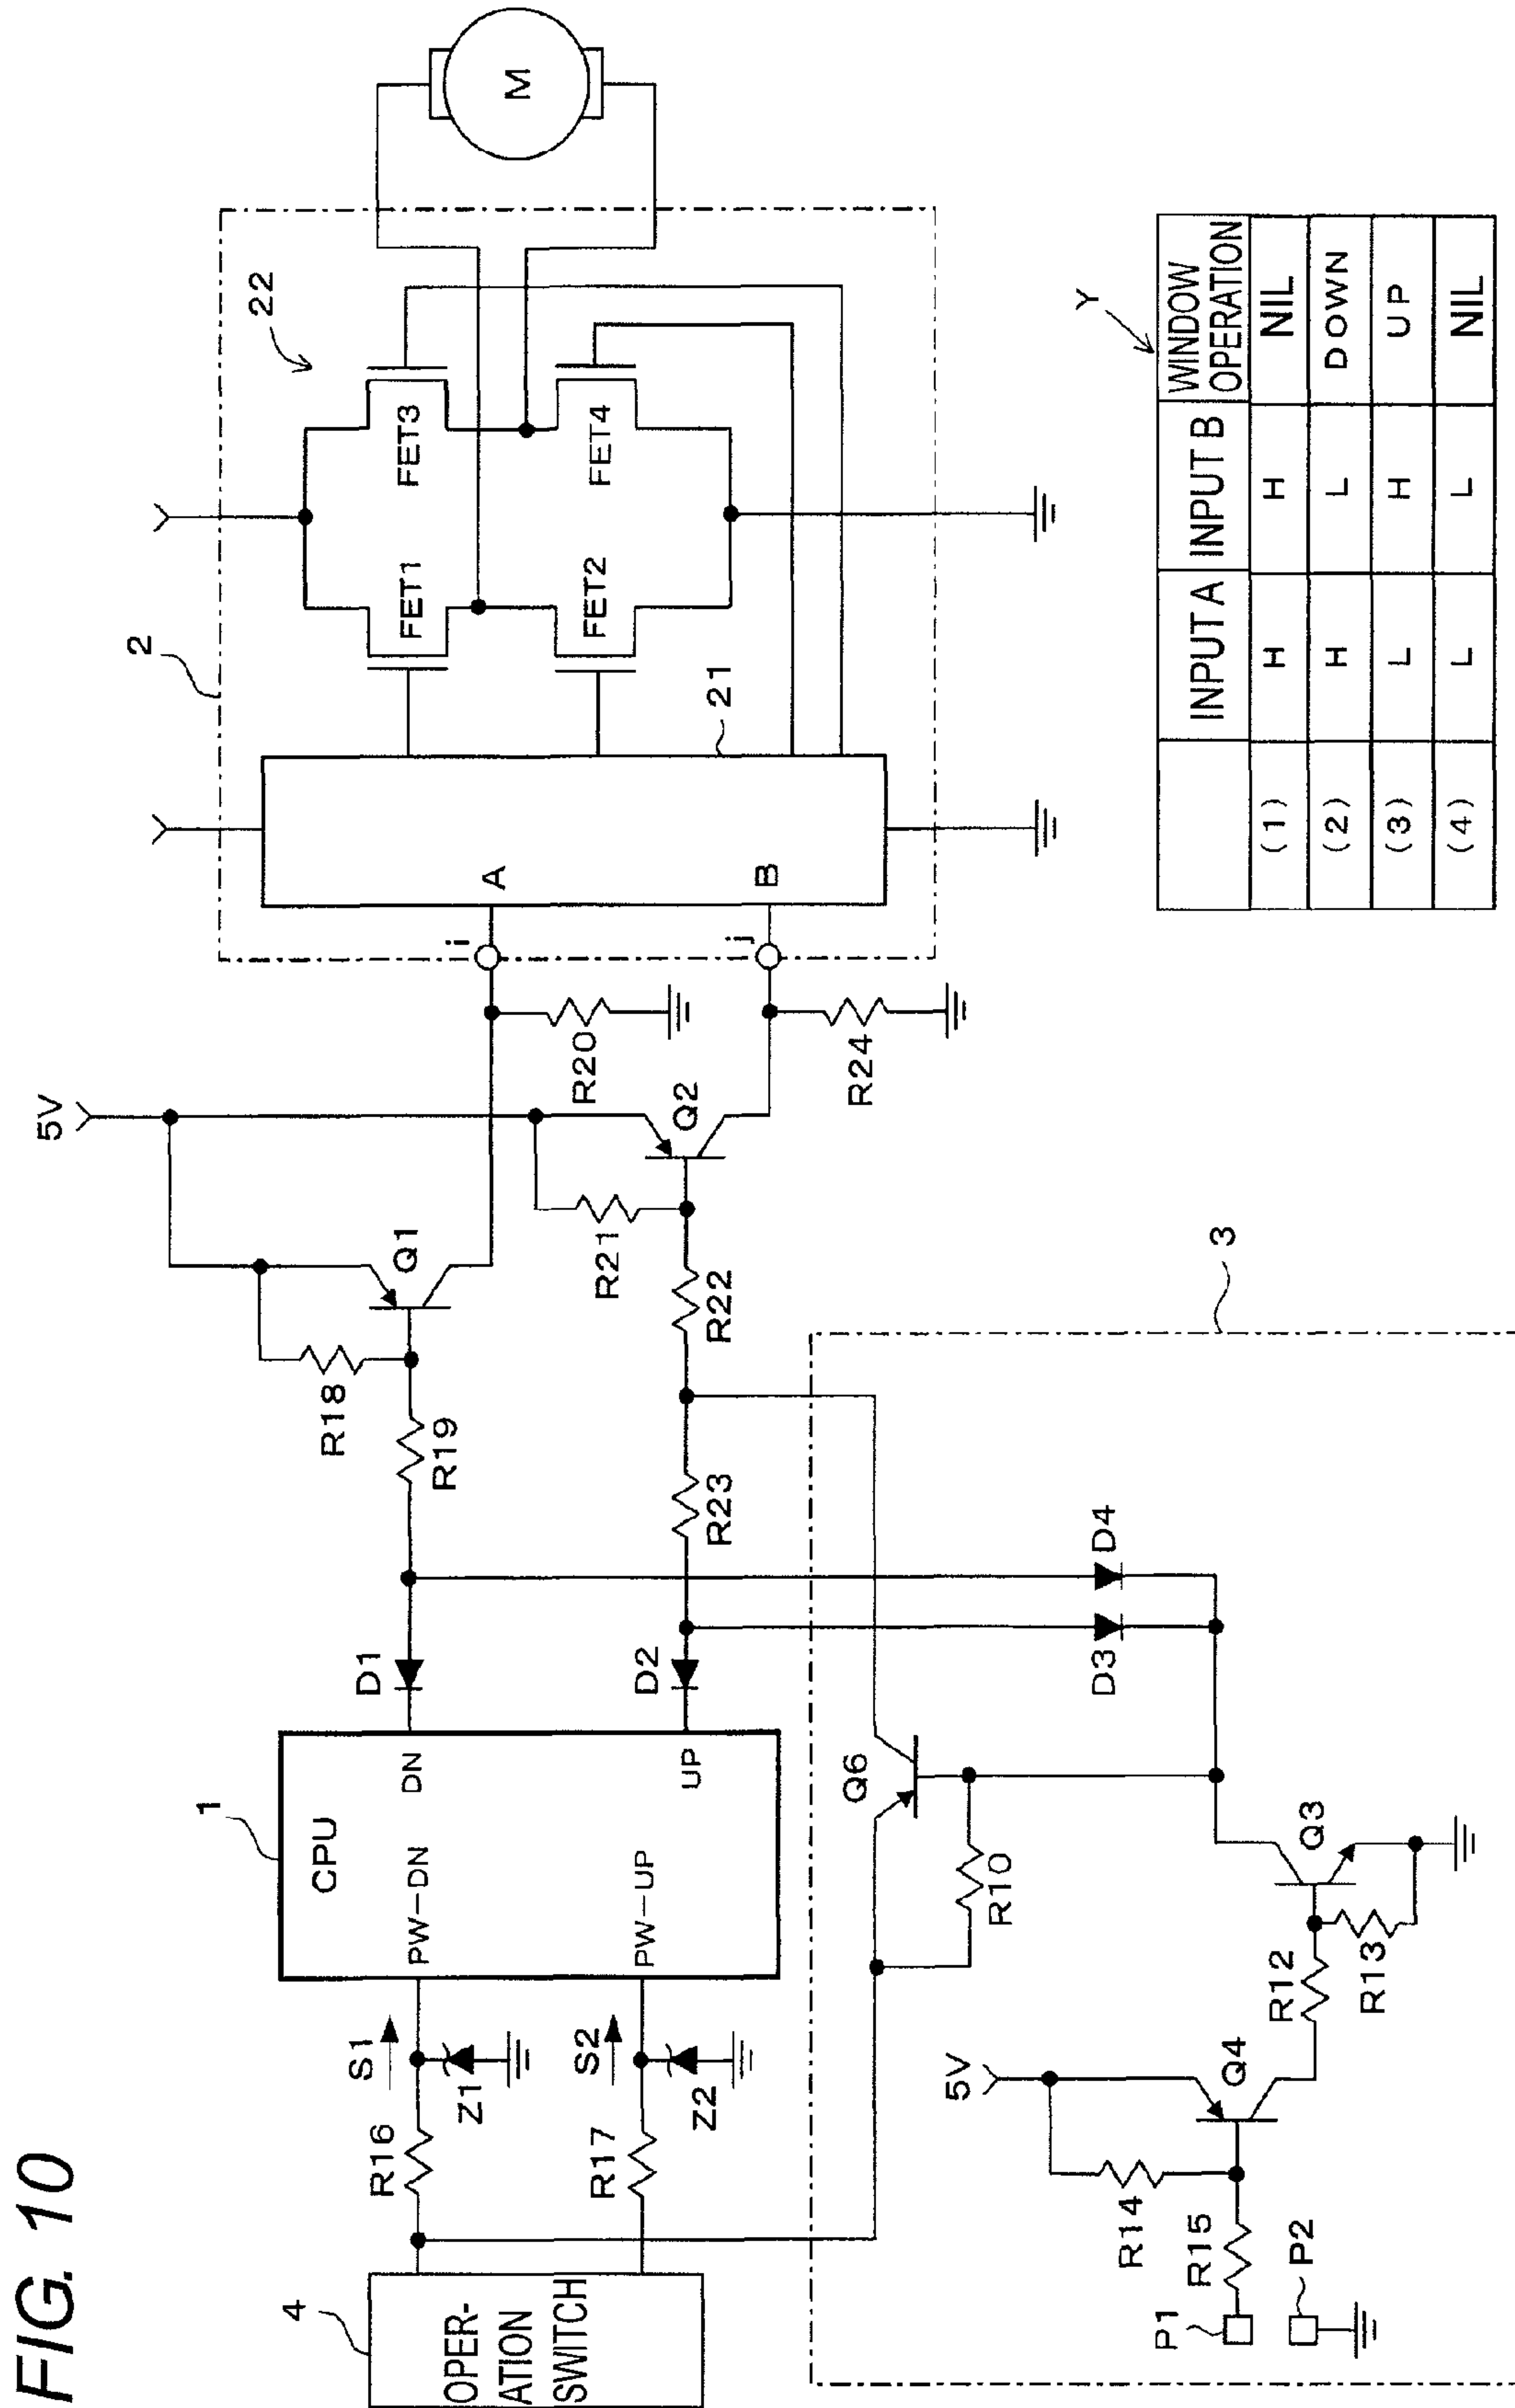 FIG. 10
4
OPER-
ATION
SWITCH
R16
R17
S1
S2
Z1
Z2
1
CPU
PW-DN
PW-UP
DN
UP
D1
D2
R18
R19
Q1
5V
R21
R22
R23
Q2
R20
R24
i
j
2
A
B
21
22
FET1
FET2
FET3
FET4
M
3
D3
D4
Q6
R10
Q3
R12
R13
5V
Q4
R14
R15
P1
P2
Y
INPUT A INPUT B WINDOW OPERATION
(1) H H NIL
(2) H L DOWN
(3) L H UP
(4) L L NIL